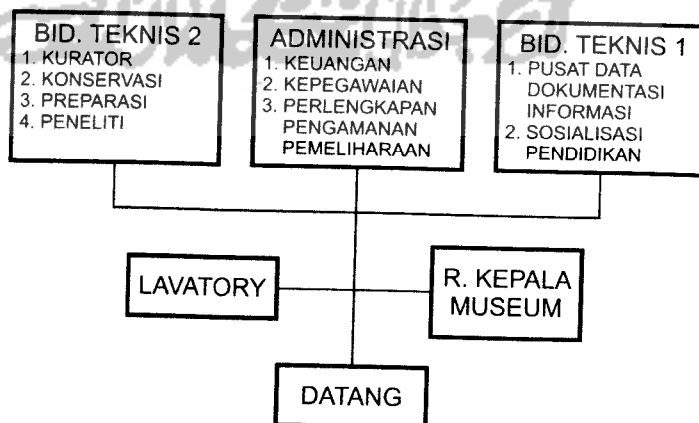 BID. TEKNIS 2
1. KURATOR
2. KONSERVASI
3. PREPARASI
4. PENELITI
ADMINISTRASI
1. KEUANGAN
2. KEPEGAWAIAN
3. PERLENGKAPAN
PENGAMANAN
PEMELIHARAAN
BID. TEKNIS 1
1. PUSAT DATA
DOKUMENTASI
INFORMASI
2. SOSIALISASI
PENDIDIKAN
LAVATORY
R. KEPALA
MUSEUM
DATANG